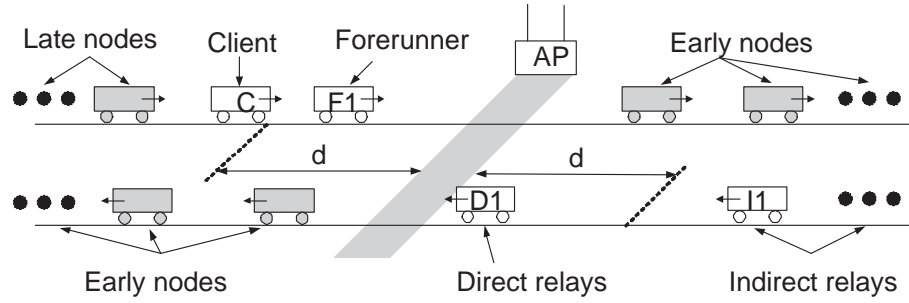 Late nodes Client Forerunner AP Early nodes
C F1
d d
D1 I1
Early nodes Direct relays Indirect relays